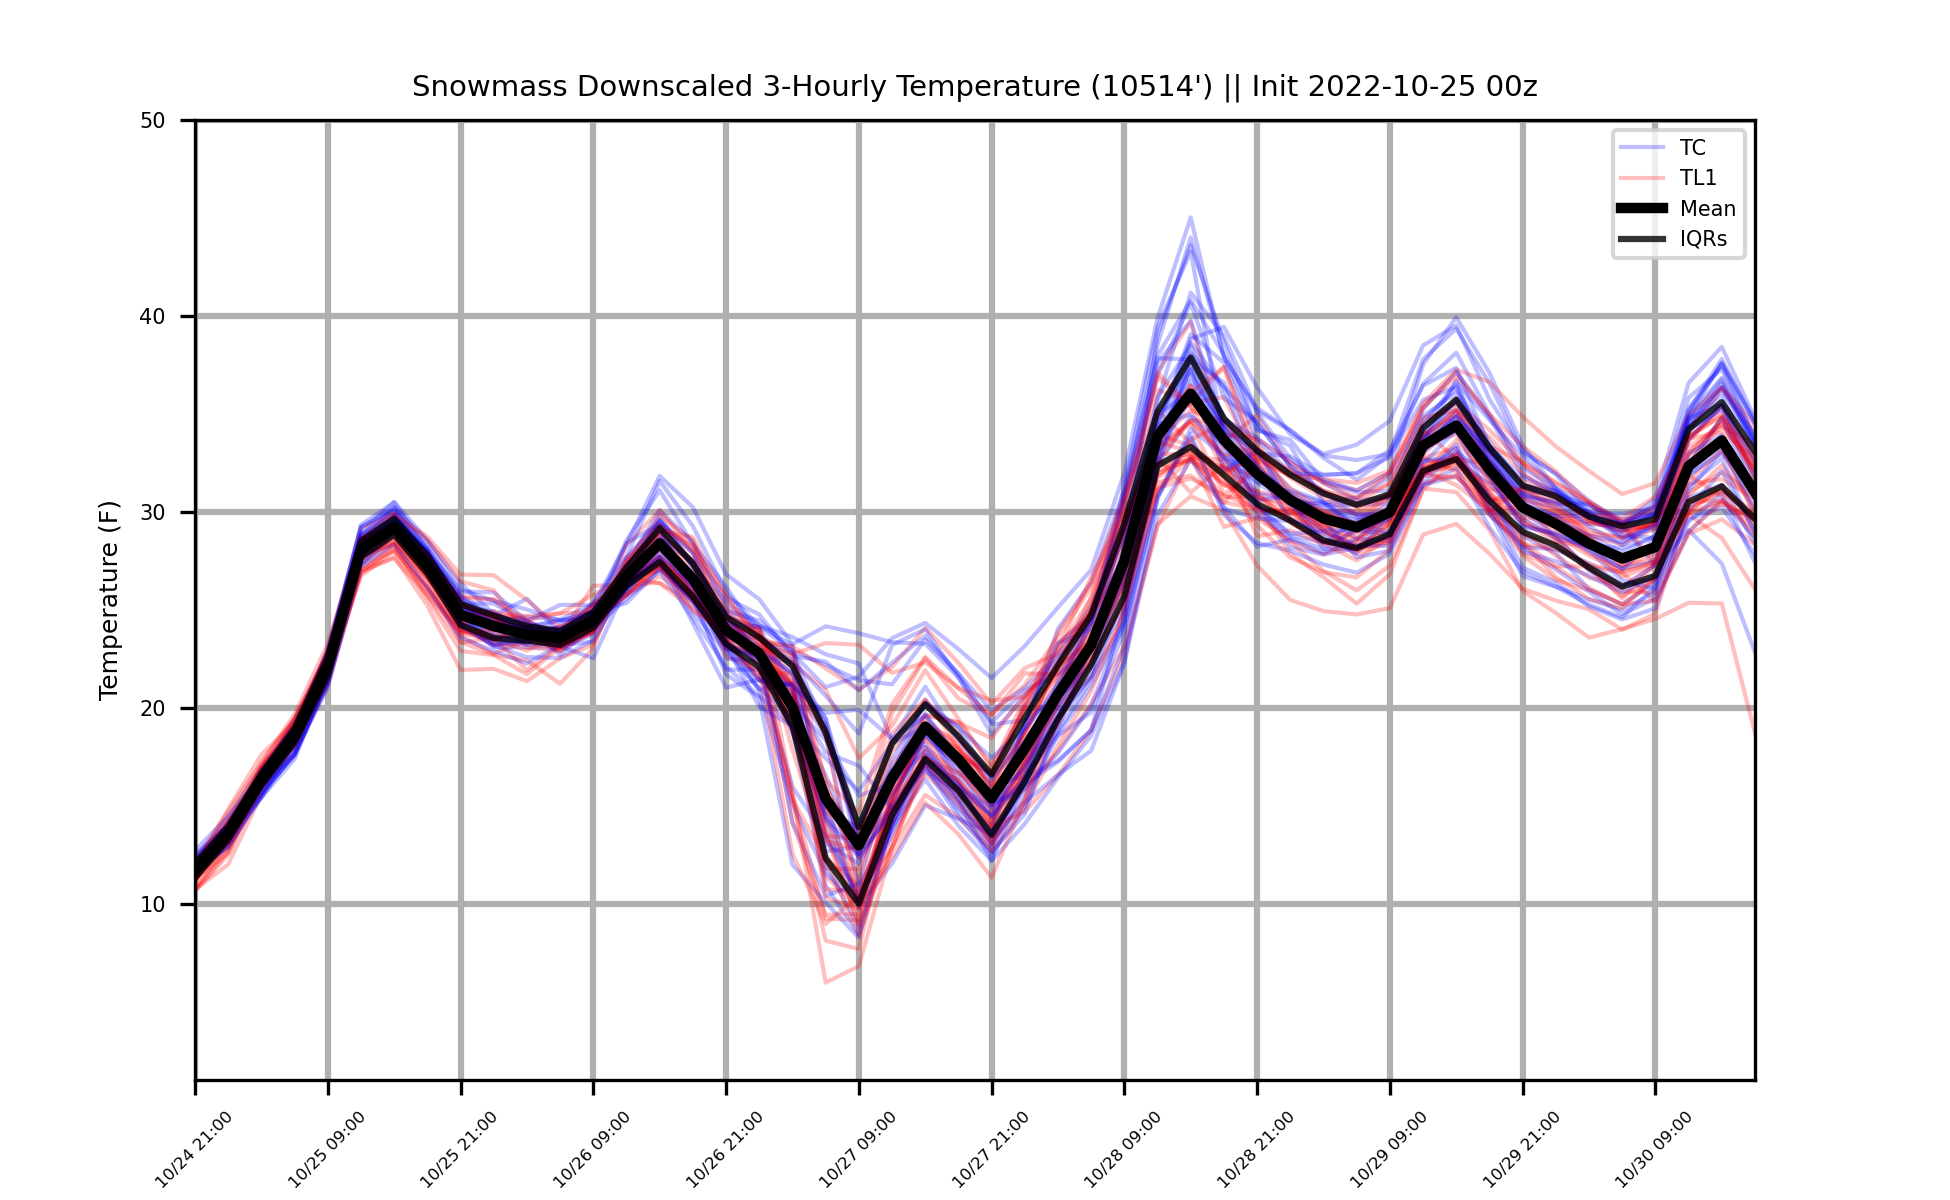 Snowmass Downscaled 3-Hourly Temperature (10514') || Init 2022-10-25 00z
50
40
30
20
10
Temperature (F)
TC
TL1
Mean
IQRs
10/24 21:00
10/25 09:00
10/25 21:00
10/26 09:00
10/26 21:00
10/27 09:00
10/27 21:00
10/28 09:00
10/28 21:00
10/29 09:00
10/29 21:00
10/30 09:00